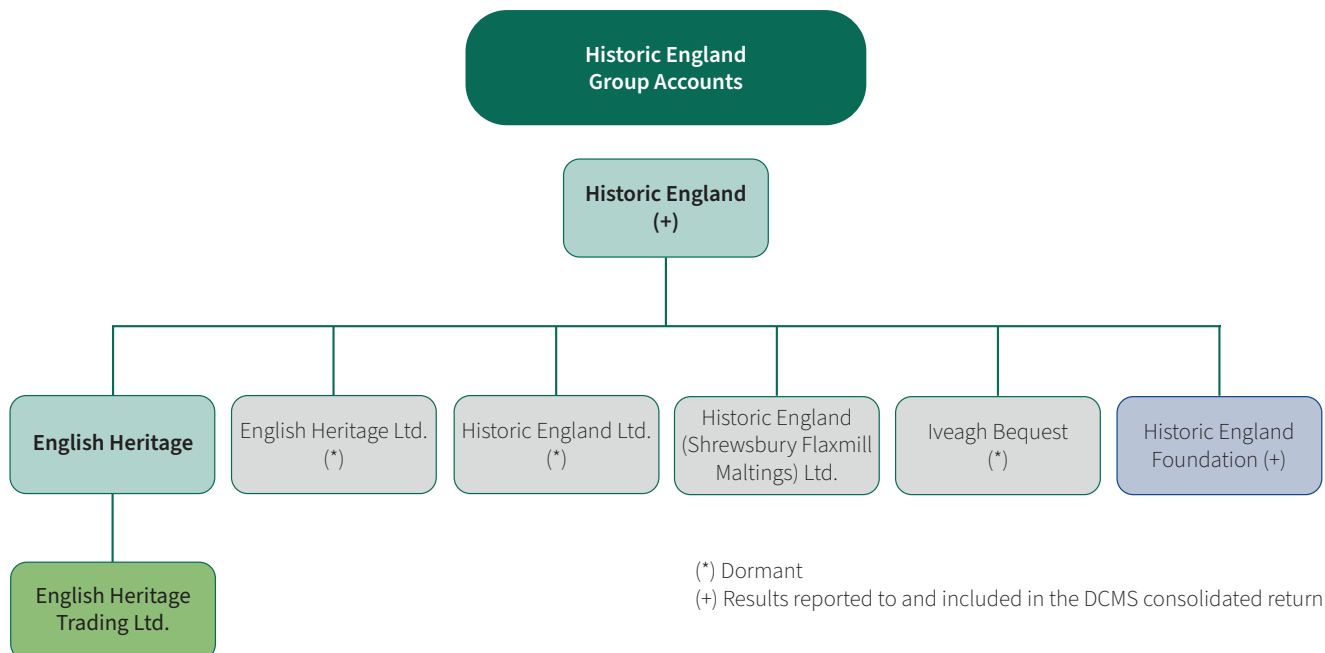 Historic England
Group Accounts
Historic England
(+)
English Heritage
English Heritage Ltd.
(*)
Historic England Ltd.
(*)
Historic England
(Shrewsbury Flaxmill
Maltings) Ltd.
Iveagh Bequest
(*)
Historic England
Foundation (+)
English Heritage
Trading Ltd.
(*) Dormant
(+) Results reported to and included in the DCMS consolidated return